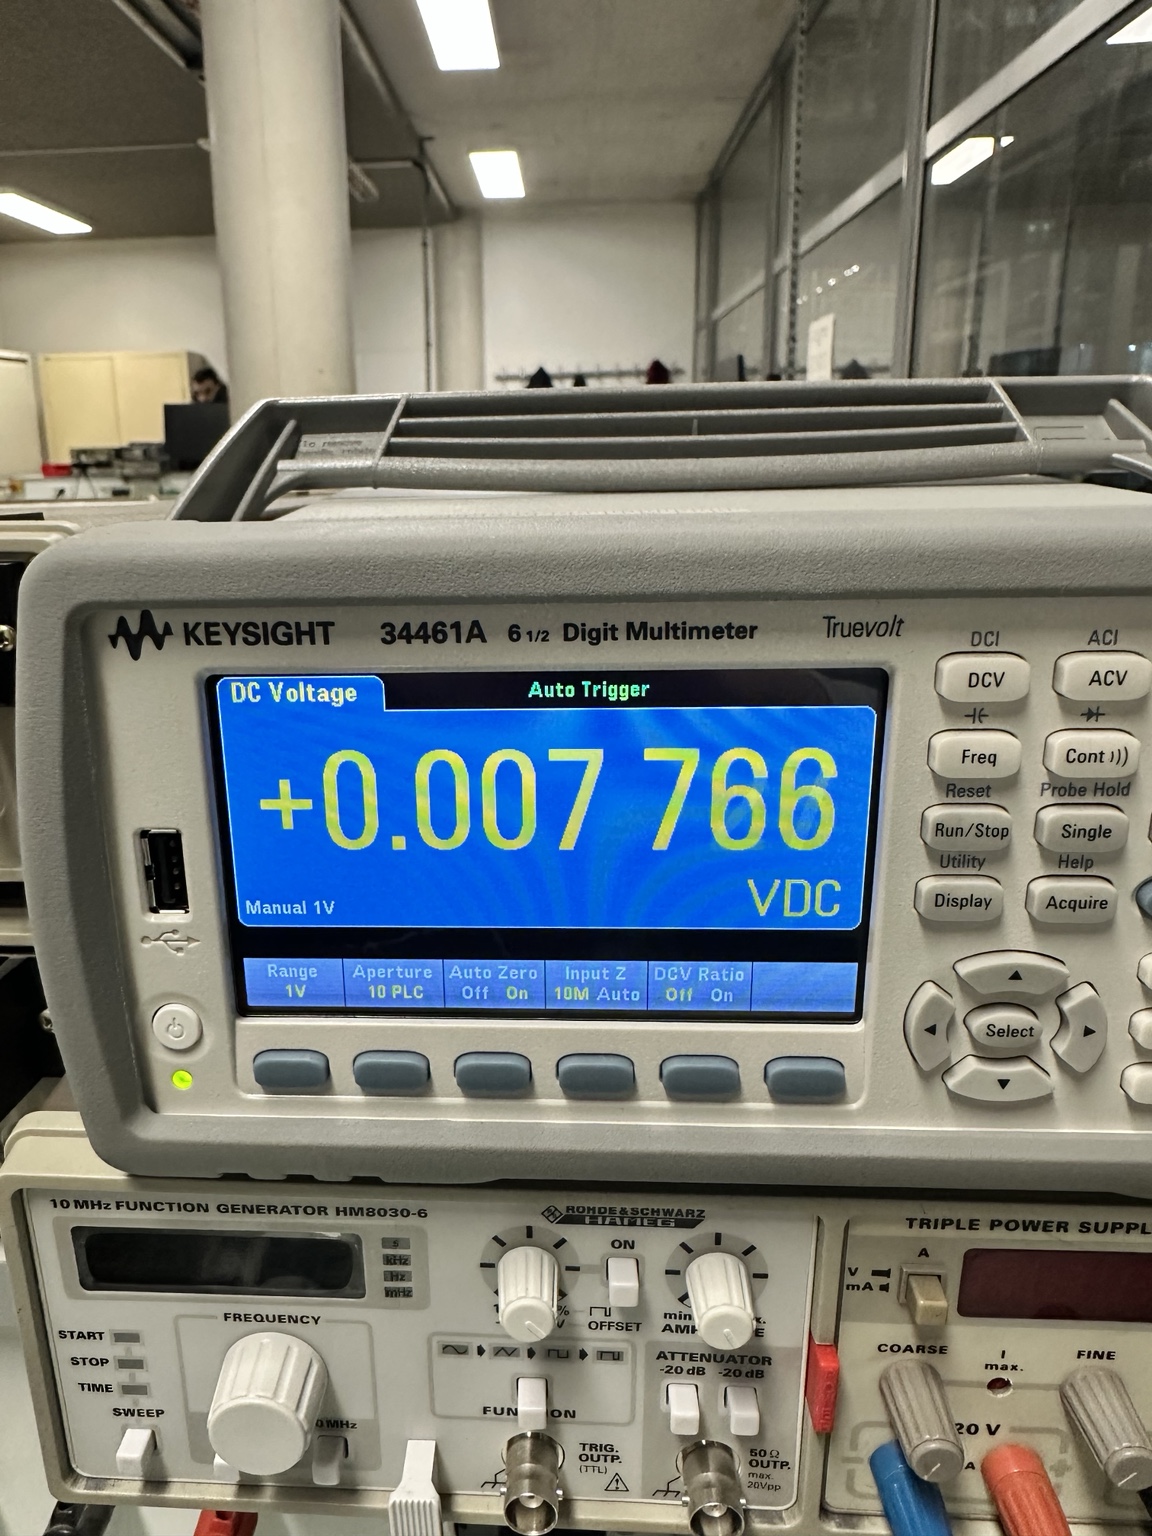 KEYSIGHT 34461A 6 1/2 Digit Multimeter Truevolt
DCI ACI
DCV ACV
Freq Cont
Reset Probe Hold
Run/Stop Single
Utility Help
Display Acquire
Select
DC Voltage Auto Trigger
+0.007 766
VDC
Manual 1V
Range Aperture Auto Zero Input Z DCV Ratio
1V 10 PLC Off On 10M Auto Off On
10 MHz FUNCTION GENERATOR HM8030-6
ROHDE&SCHWARZ
HAMEG
s
kHz
Hz
mHz
ON
OFFSET
FREQUENCY
START
STOP
TIME
SWEEP
ATTENUATOR
-20 dB -20 dB
TRIG.
OUTP.
(TTL)
50Ω
OUTP.
max.
20Vpp
TRIPLE POWER
A
V
mA
COARSE
I
max.
FINE
20 V